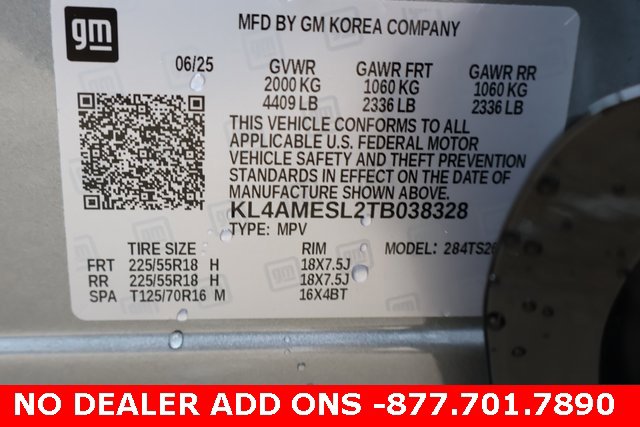 gm
MFD BY GM KOREA COMPANY
06/25 GVWR GAWR FRT GAWR RR
2000 KG 1060 KG 1060 KG
4409 LB 2336 LB 2336 LB
THIS VEHICLE CONFORMS TO ALL
APPLICABLE U.S. FEDERAL MOTOR
VEHICLE SAFETY AND THEFT PREVENTION
STANDARDS IN EFFECT ON THE DATE OF
MANUFACTURE SHOWN ABOVE.
KL4AMESL2TB038328
TYPE: MPV
TIRE SIZE RIM MODEL:
FRT 225/55R18 H 18X7.5J
RR 225/55R18 H 18X7.5J
SPA T125/70R16 M 16X4BT
NO DEALER ADD ONS -877.701.7890